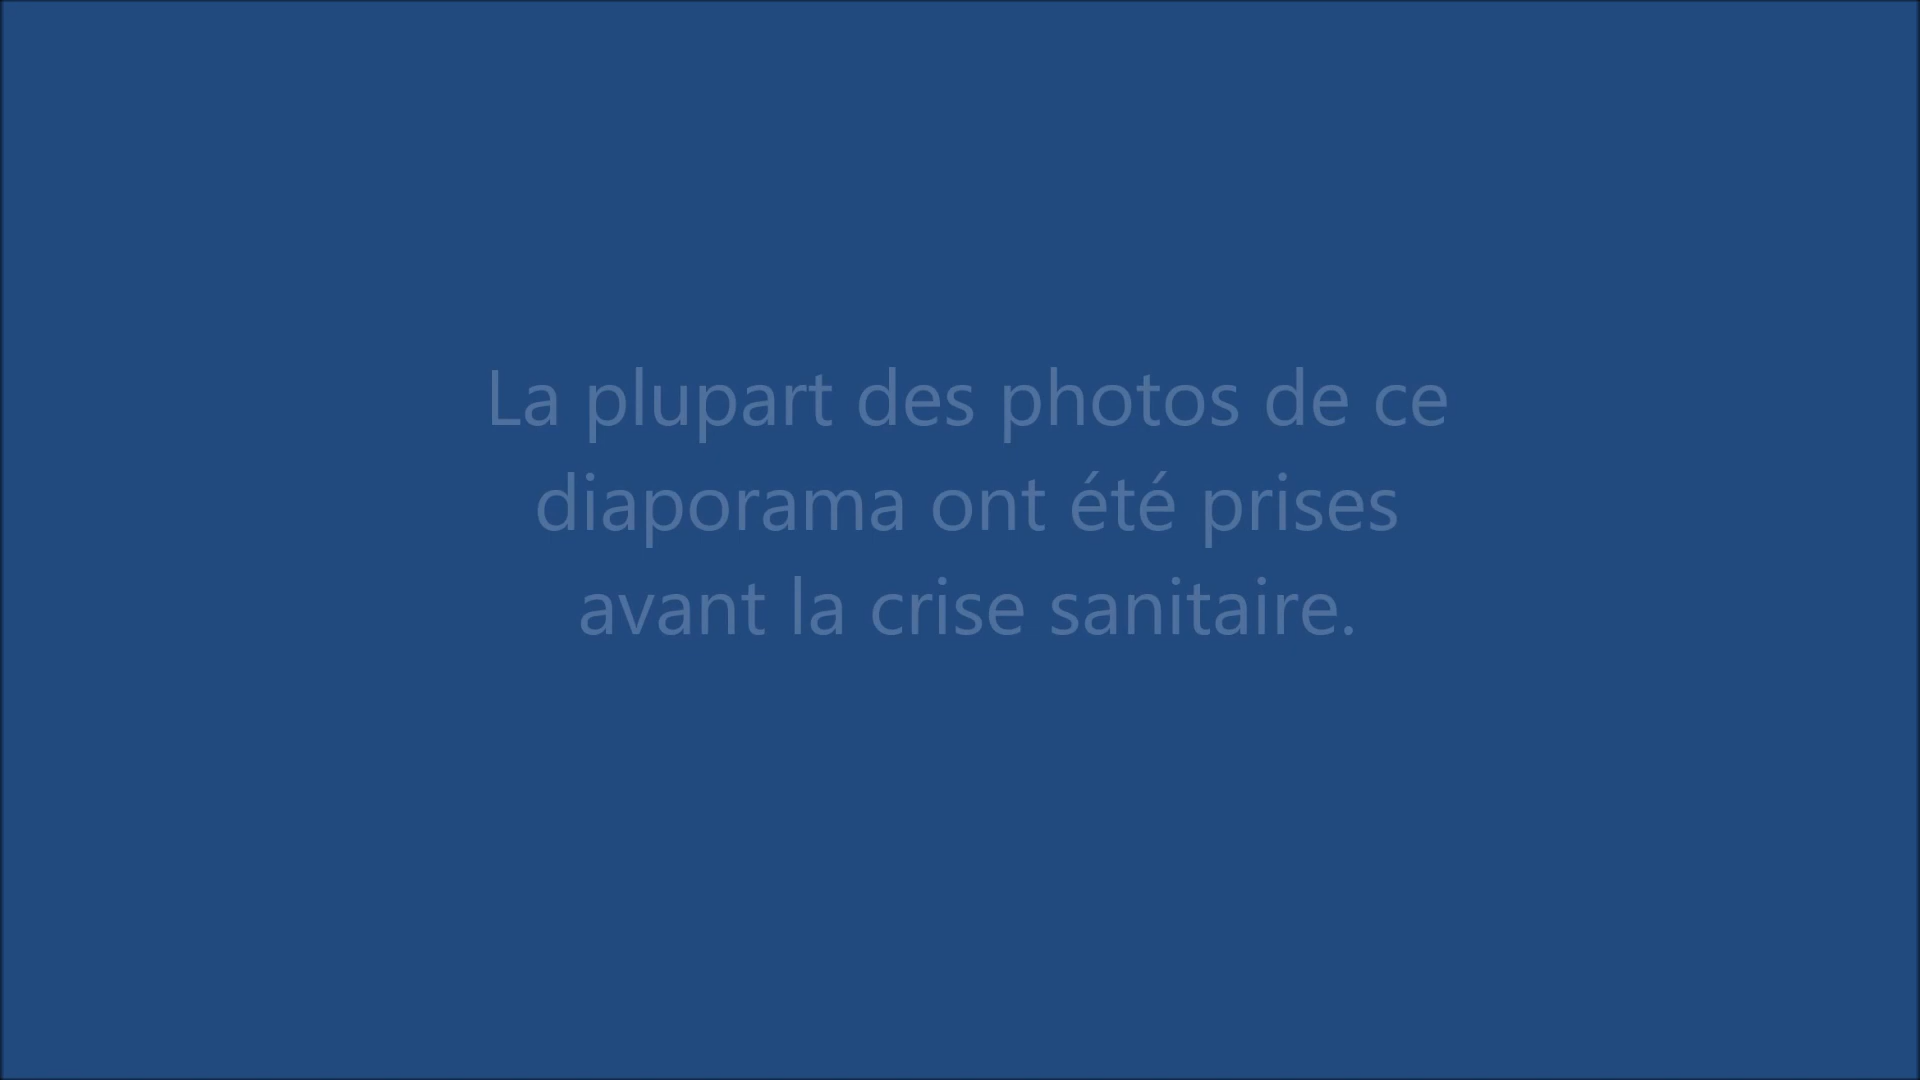 La plupart des photos de ce
diaporama ont été prises
avant la crise sanitaire.